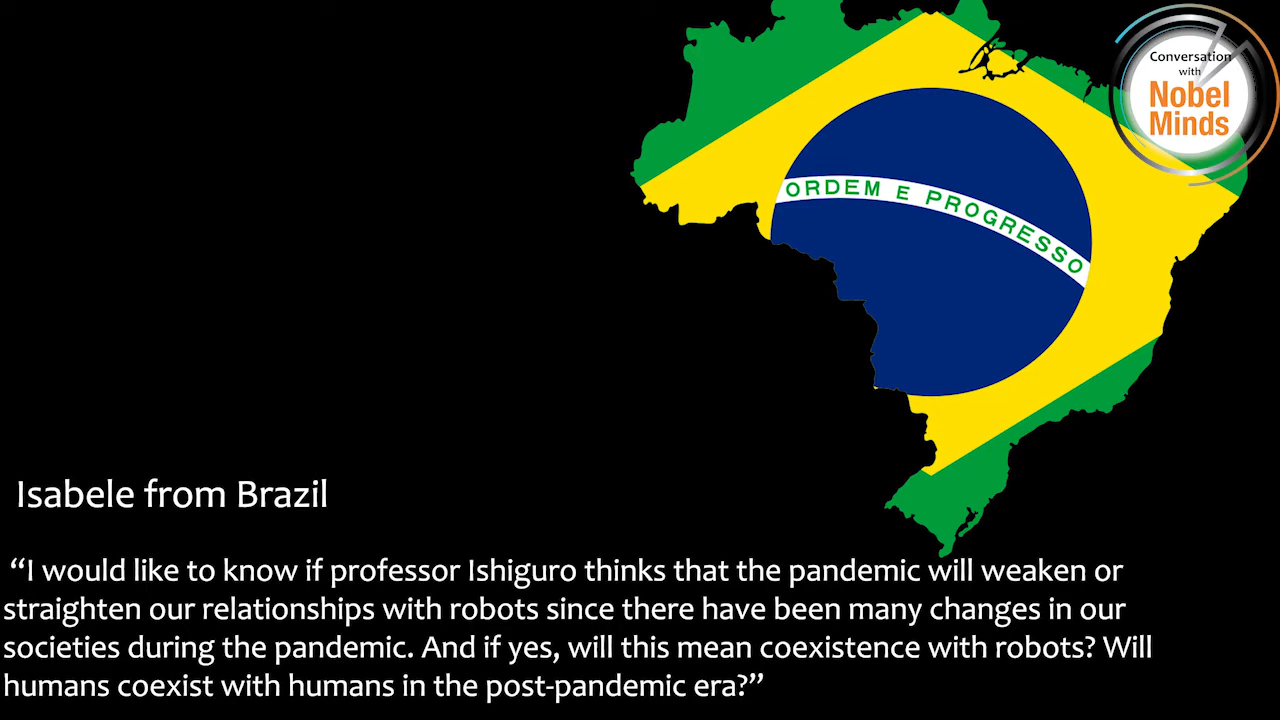 Conversation
with
Nobel
Minds
ORDEM E PROGRESSO
Isabele from Brazil
“I would like to know if professor Ishiguro thinks that the pandemic will weaken or
straighten our relationships with robots since there have been many changes in our
societies during the pandemic. And if yes, will this mean coexistence with robots? Will
humans coexist with humans in the post-pandemic era?”